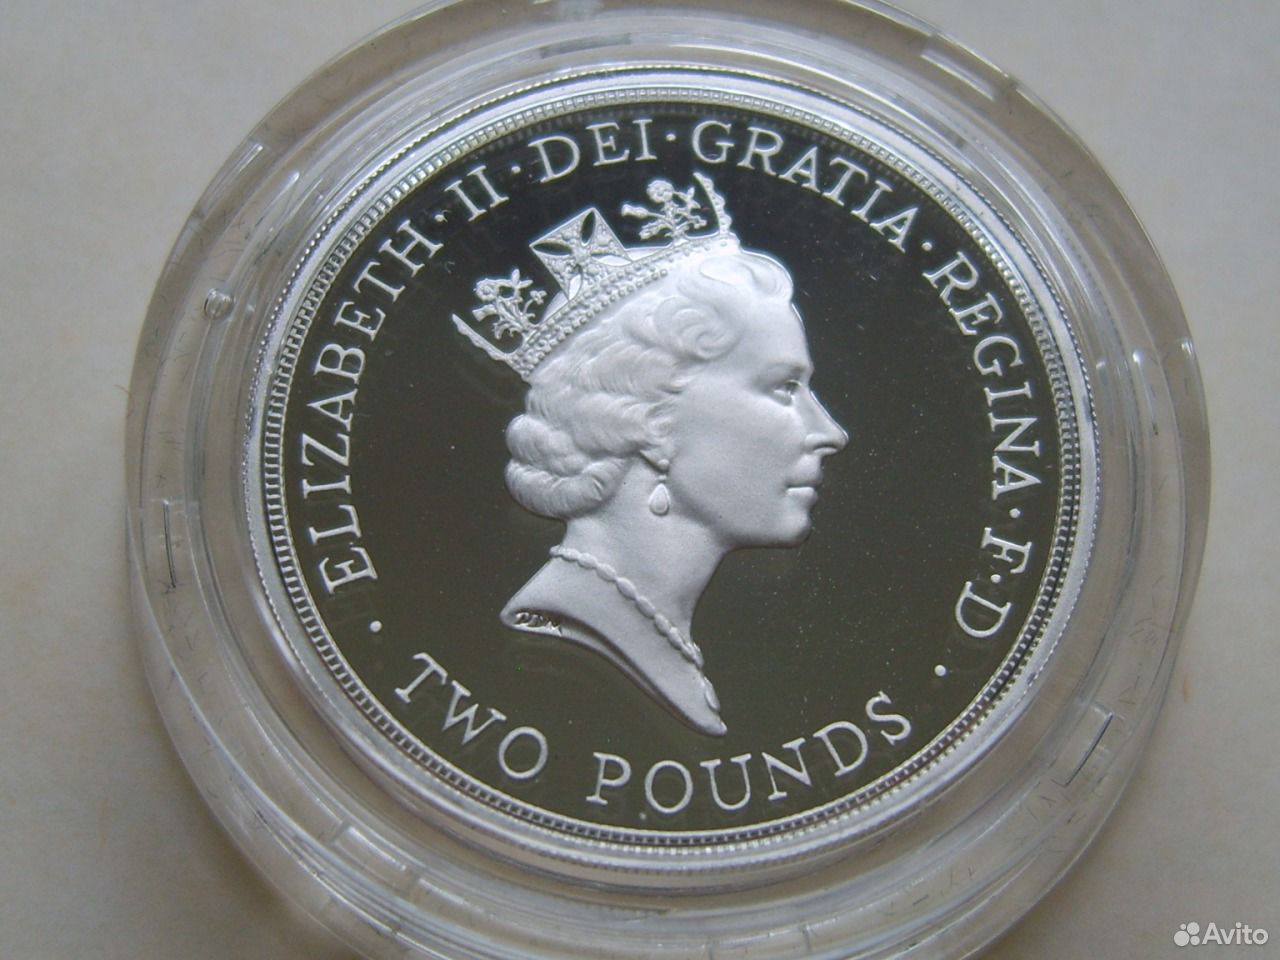 · ELIZABETH · II · DEI · GRATIA · REGINA · F · D ·
TWO POUNDS
RDM
Avito